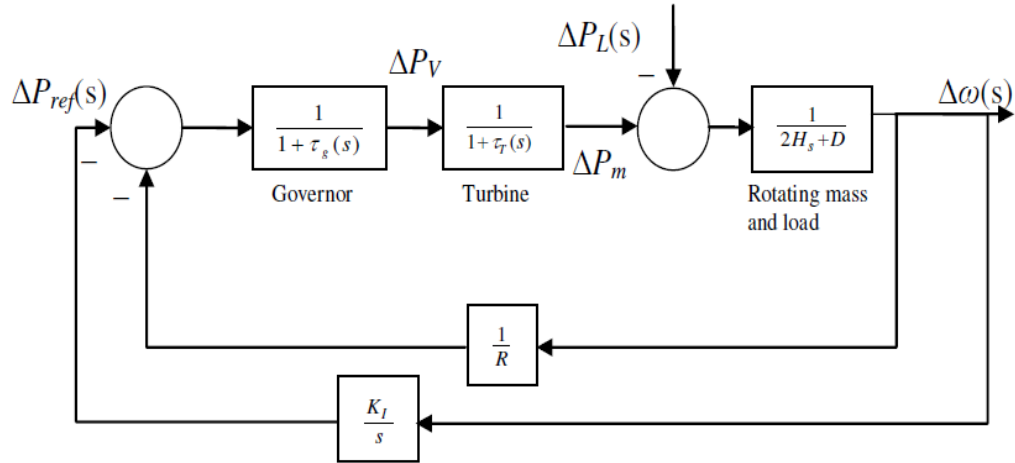 ΔP_L(s)
−
ΔP_ref(s)
ΔP_V
Δω(s)
1
1 + τ_g (s)
1
1 + τ_T (s)
1
2H_s + D
−
−
ΔP_m
Governor
Turbine
Rotating mass
and load
1
R
K_I
s